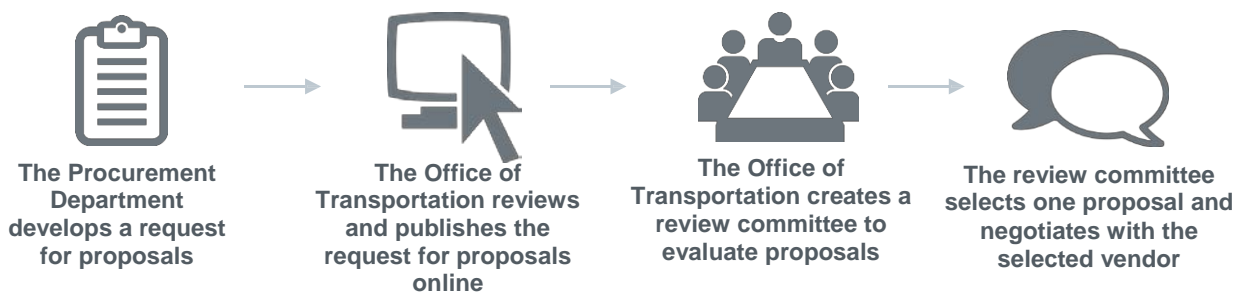 The Procurement
Department
develops a request
for proposals
The Office of
Transportation reviews
and publishes the
request for proposals
online
The Office of
Transportation creates a
review committee to
evaluate proposals
The review committee
selects one proposal and
negotiates with the
selected vendor